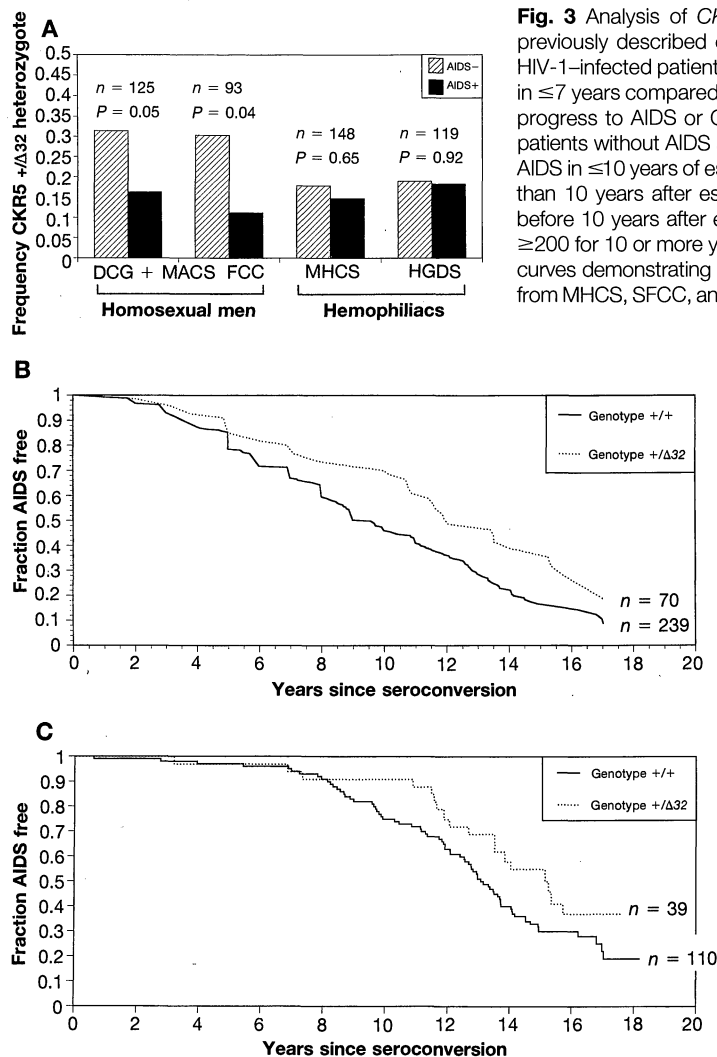 A
Frequency CKR5 +/Δ32 heterozygote
0.5
0.45
0.4
0.35
0.3
0.25
0.2
0.15
0.1
0.05
0
n = 125
P = 0.05
n = 93
P = 0.04
n = 148
P = 0.65
n = 119
P = 0.92
AIDS−
AIDS+
DCG + MACS FCC MHCS HGDS
Homosexual men Hemophiliacs
Fig. 3 Analysis of
previously described
HIV-1–infected patient
in ≤7 years compared
progress to AIDS or
patients without AIDS
AIDS in ≤10 years of
than 10 years after
before 10 years after
≥200 for 10 or more
curves demonstrating
from MHCS, SFCC,
B
Fraction AIDS free
1
0.9
0.8
0.7
0.6
0.5
0.4
0.3
0.2
0.1
0
Genotype +/+
Genotype +/Δ32
n = 70
n = 239
0 2 4 6 8 10 12 14 16 18 20
Years since seroconversion
C
Fraction AIDS free
1
0.9
0.8
0.7
0.6
0.5
0.4
0.3
0.2
0.1
0
Genotype +/+
Genotype +/Δ32
n = 39
n = 110
0 2 4 6 8 10 12 14 16 18 20
Years since seroconversion